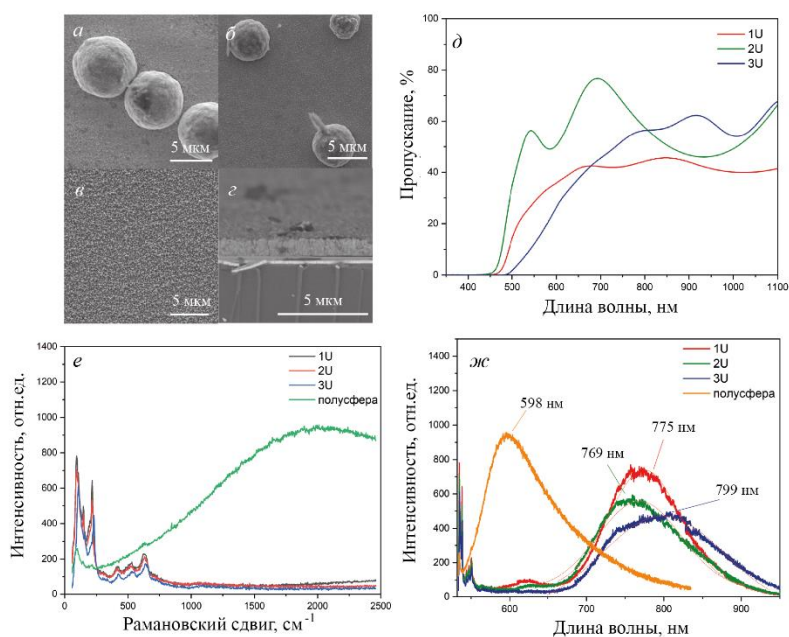 а
б
5 мкм
5 мкм
в
г
5 мкм
5 мкм
д
1U
2U
3U
Пропускание, %
100
80
60
40
20
0
400 500 600 700 800 900 1000 1100
Длина волны, нм
е
1U
2U
3U
полусфера
Интенсивность, отн.ед.
1400
1200
1000
800
600
400
200
0
0 500 1000 1500 2000 2500
Рамановский сдвиг, см⁻¹
ж
1U
2U
3U
полусфера
598 нм
775 нм
769 нм
799 нм
Интенсивность, отн.ед.
1400
1200
1000
800
600
400
200
0
600 700 800 900
Длина волны, нм